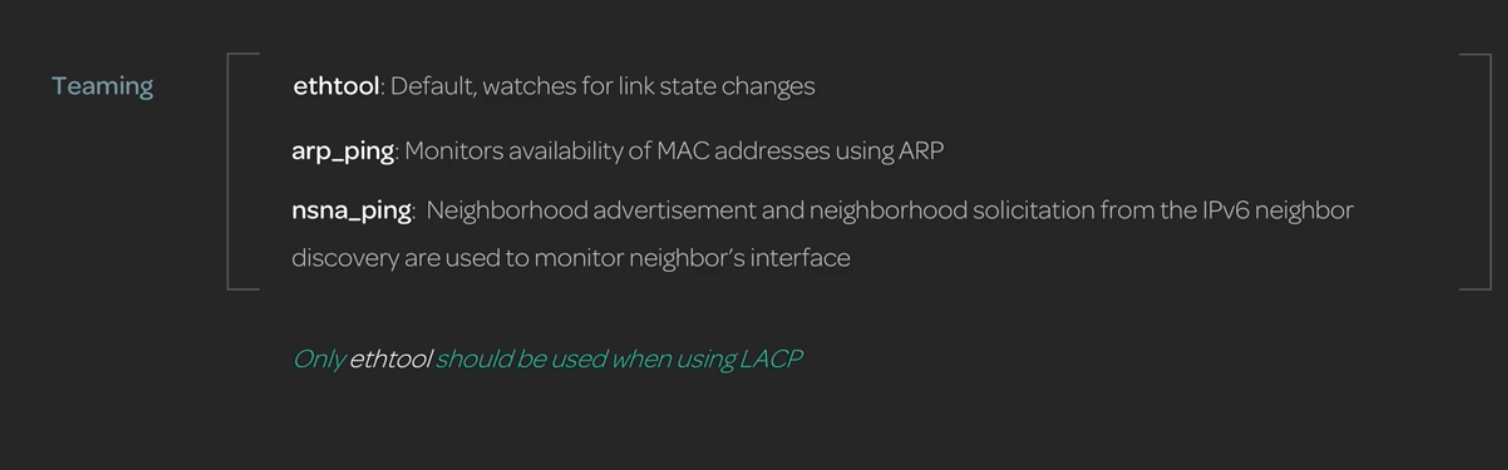 Teaming
ethtool: Default, watches for link state changes
arp_ping: Monitors availability of MAC addresses using ARP
nsna_ping: Neighborhood advertisement and neighborhood solicitation from the IPv6 neighbor
discovery are used to monitor neighbor's interface
Only ethtool should be used when using LACP